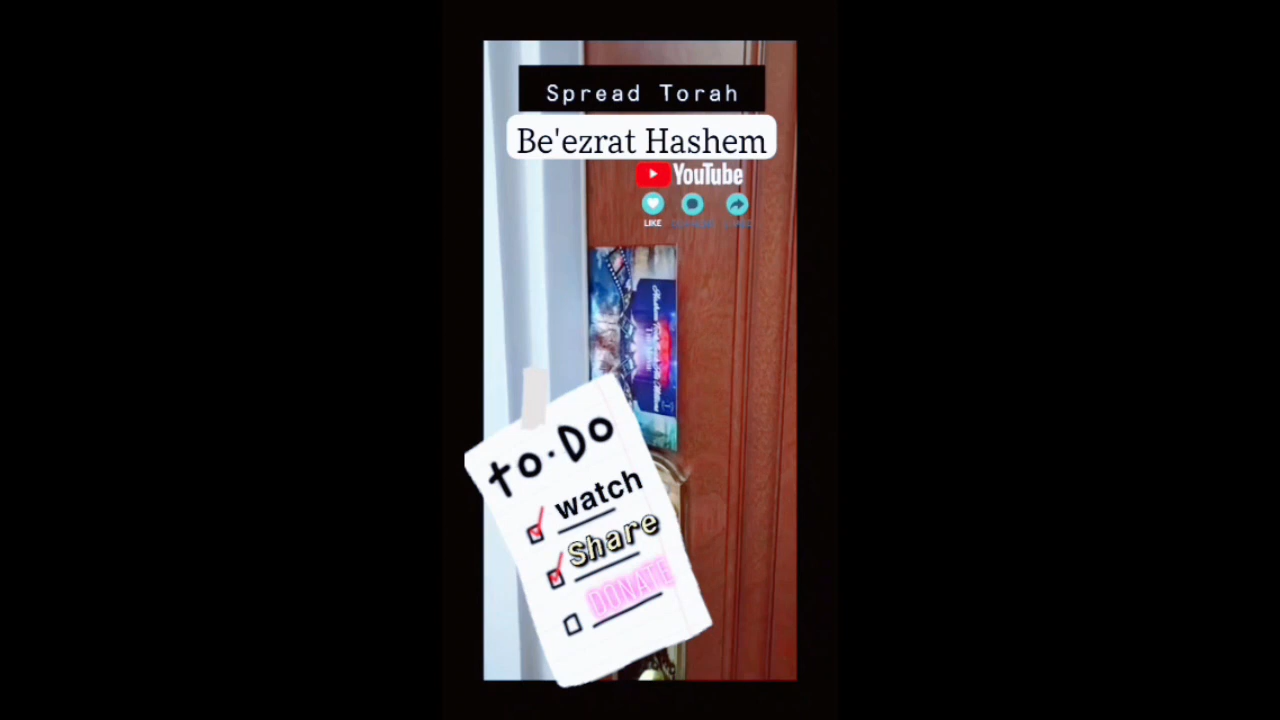 Spread Torah
Be'ezrat Hashem
YouTube
LIKE
TO-DO
watch
Share
DONATE